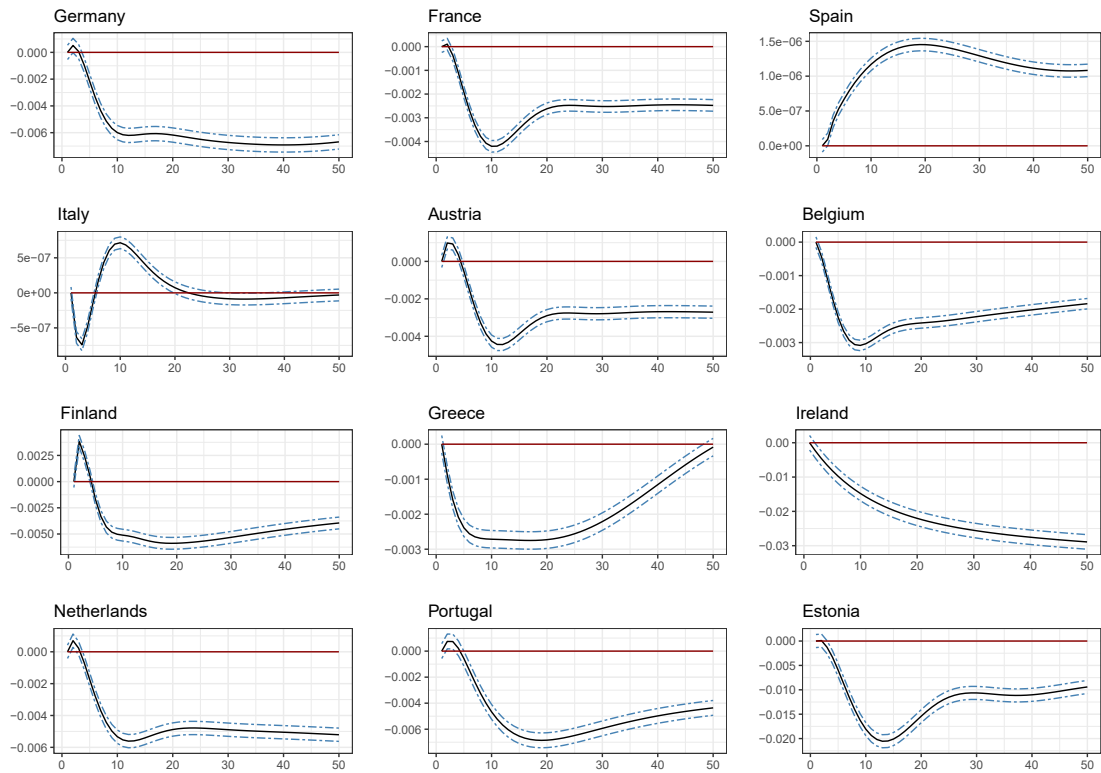 Germany
0.000
−0.002
−0.004
−0.006
0 10 20 30 40 50
France
0.000
−0.001
−0.002
−0.003
−0.004
0 10 20 30 40 50
Spain
1.5e−06
1.0e−06
5.0e−07
0.0e+00
0 10 20 30 40 50
Italy
5e−07
0e+00
−5e−07
0 10 20 30 40 50
Austria
0.000
−0.002
−0.004
0 10 20 30 40 50
Belgium
0.000
−0.001
−0.002
−0.003
0 10 20 30 40 50
Finland
0.0025
0.0000
−0.0025
−0.0050
0 10 20 30 40 50
Greece
0.000
−0.001
−0.002
−0.003
0 10 20 30 40 50
Ireland
0.00
−0.01
−0.02
−0.03
0 10 20 30 40 50
Netherlands
0.000
−0.002
−0.004
−0.006
0 10 20 30 40 50
Portugal
0.000
−0.002
−0.004
−0.006
0 10 20 30 40 50
Estonia
0.000
−0.005
−0.010
−0.015
−0.020
0 10 20 30 40 50